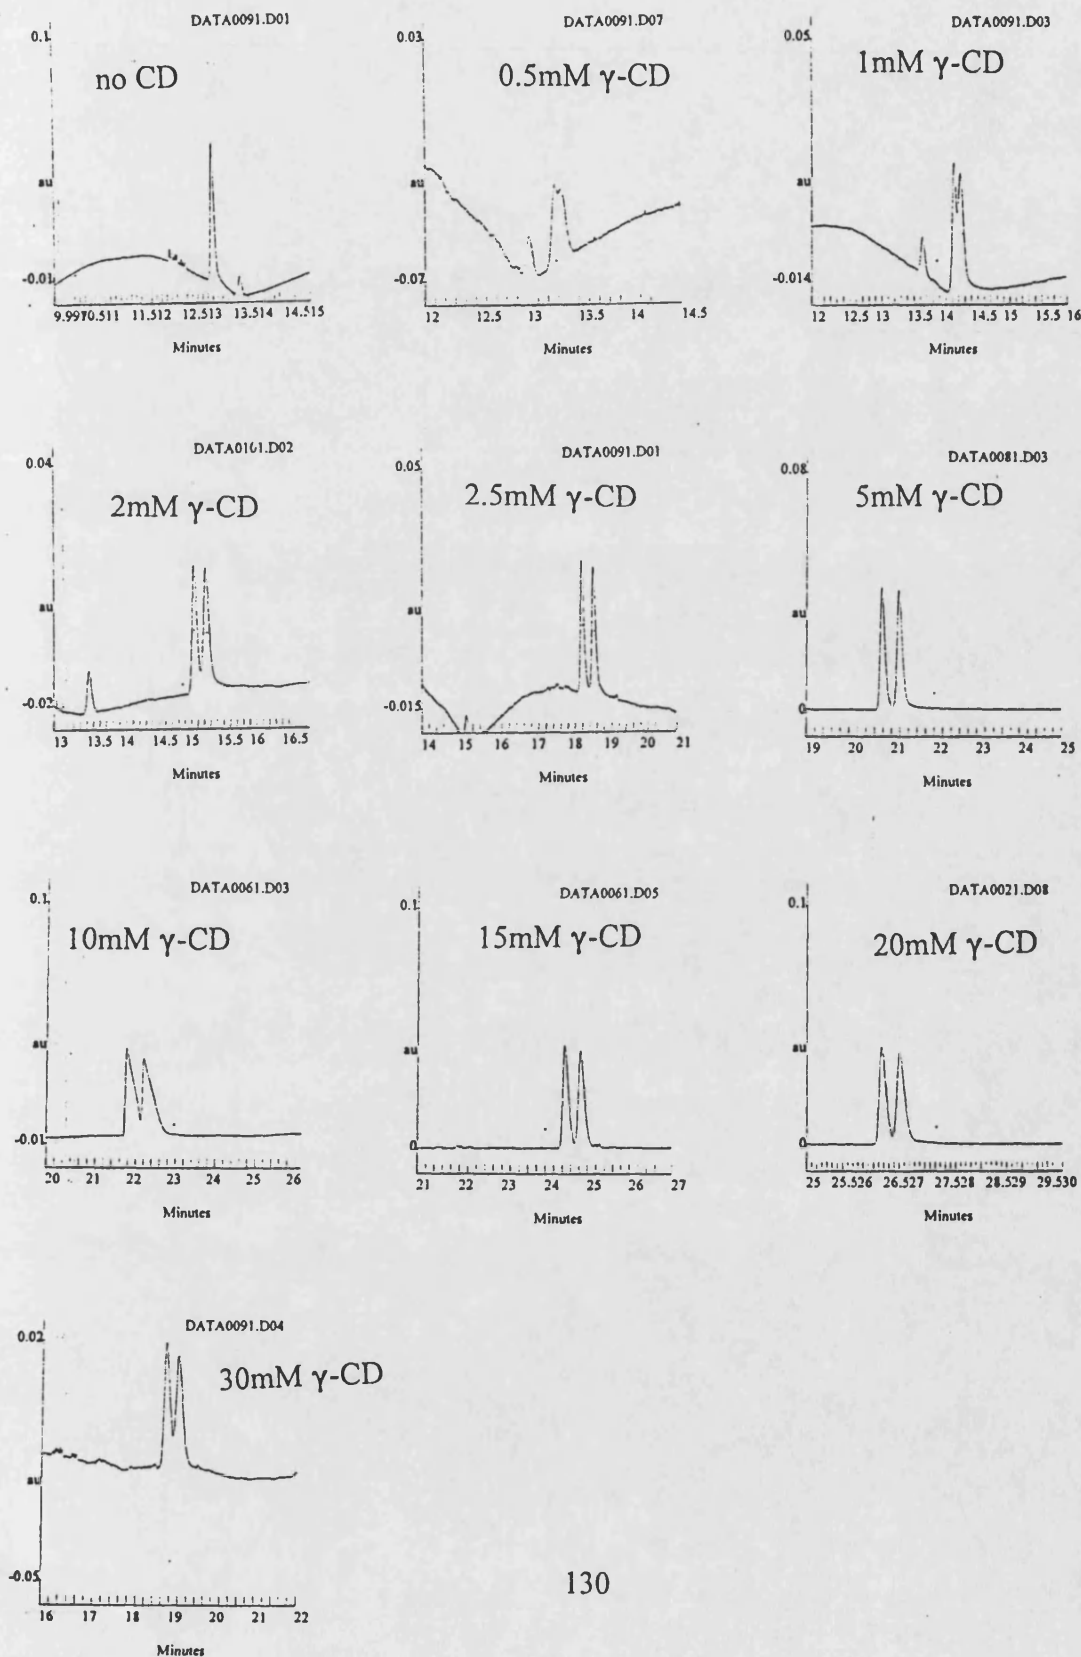 DATA0091.D01
0.1
no CD
au
-0.01
9.9970.511 11.512 12.513 13.514 14.515
Minutes
DATA0091.D07
0.03
0.5mM γ-CD
au
-0.02
12 12.5 13 13.5 14 14.5
Minutes
DATA0091.D03
0.05
1mM γ-CD
au
-0.014
12 12.5 13 13.5 14 14.5 15 15.5 16
Minutes
DATA0101.D02
0.04
2mM γ-CD
au
-0.02
13 13.5 14 14.5 15 15.5 16 16.5
Minutes
DATA0091.D01
0.05
2.5mM γ-CD
au
-0.015
14 15 16 17 18 19 20 21
Minutes
DATA0081.D03
0.08
5mM γ-CD
au
0
19 20 21 22 23 24 25
Minutes
DATA0061.D03
0.1
10mM γ-CD
au
-0.01
20 21 22 23 24 25 26
Minutes
DATA0061.D05
0.1
15mM γ-CD
au
0
21 22 23 24 25 26 27
Minutes
DATA0021.D08
0.1
20mM γ-CD
au
0
25 25.526 26.527 27.528 28.529 29.530
Minutes
DATA0091.D04
0.02
30mM γ-CD
au
-0.05
16 17 18 19 20 21 22
Minutes
130